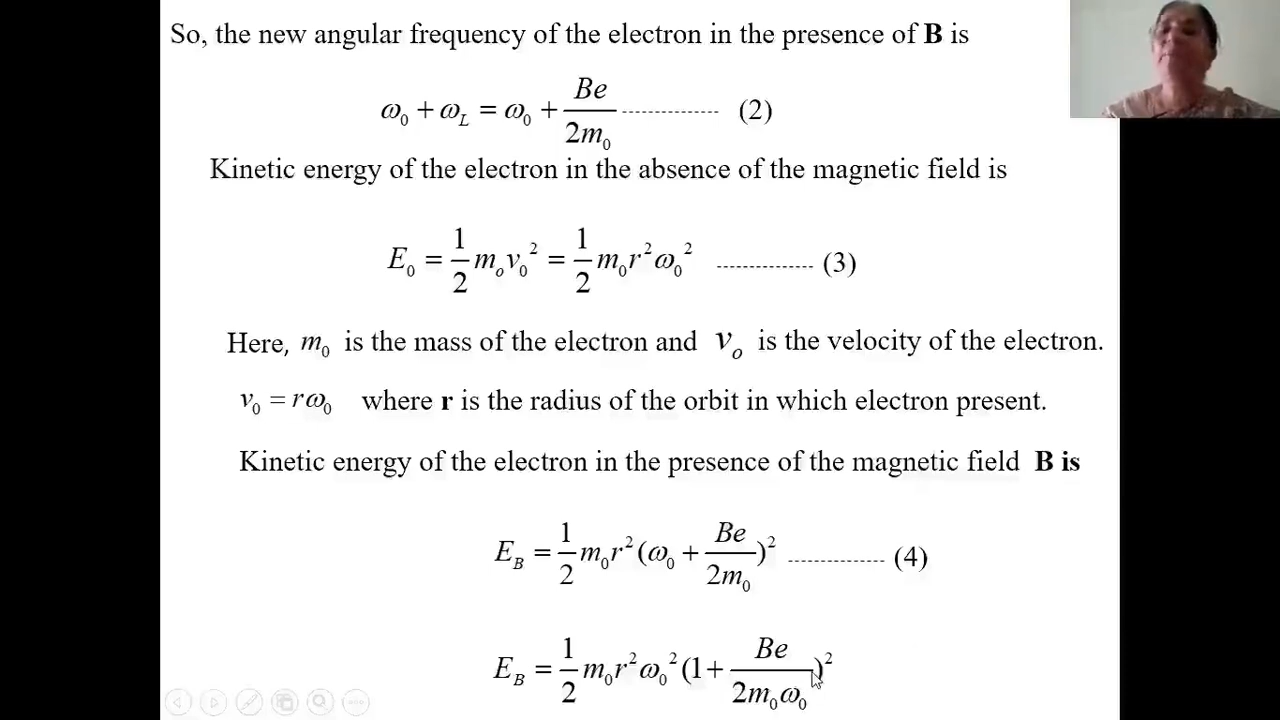 So, the new angular frequency of the electron in the presence of B is
ω₀ + ω_L = ω₀ + Be/2m₀ -------------- (2)
Kinetic energy of the electron in the absence of the magnetic field is
E₀ = 1/2 mₒv₀² = 1/2 m₀r²ω₀² -------------- (3)
Here, m₀ is the mass of the electron and vₒ is the velocity of the electron.
v₀ = rω₀ where r is the radius of the orbit in which electron present.
Kinetic energy of the electron in the presence of the magnetic field B is
E_B = 1/2 m₀r²(ω₀ + Be/2m₀)² -------------- (4)
E_B = 1/2 m₀r²ω₀²(1 + Be/2m₀ω₀)²